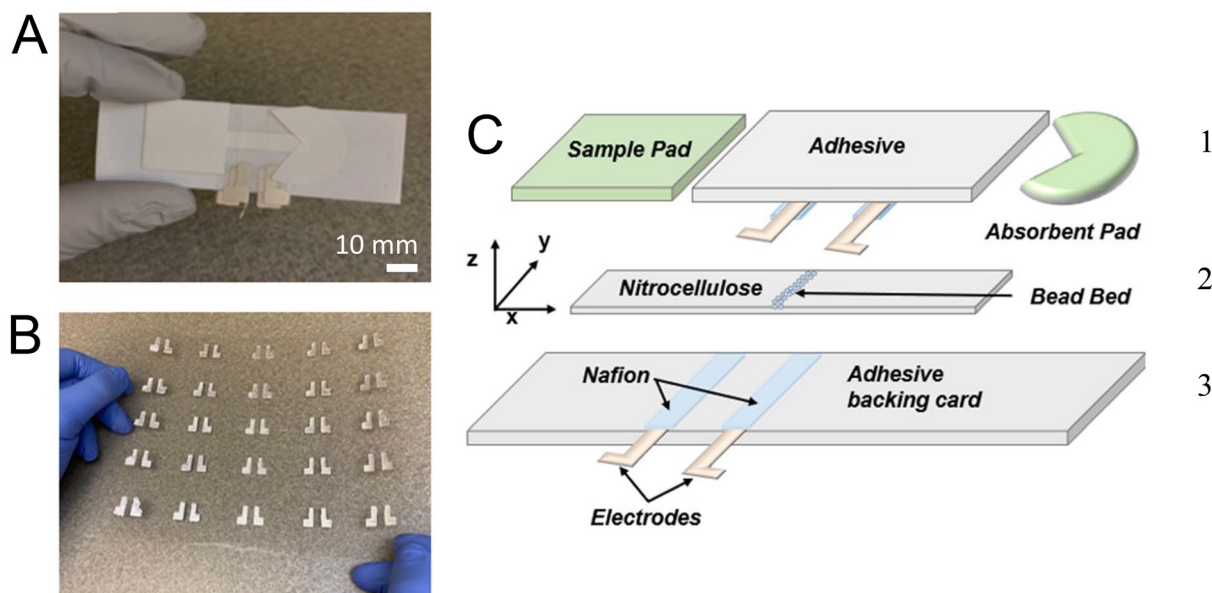 A
10 mm
B
C
Sample Pad
Adhesive
1
Absorbent Pad
z
y
x
Nitrocellulose
Bead Bed
2
Nafion
Adhesive
backing card
3
Electrodes